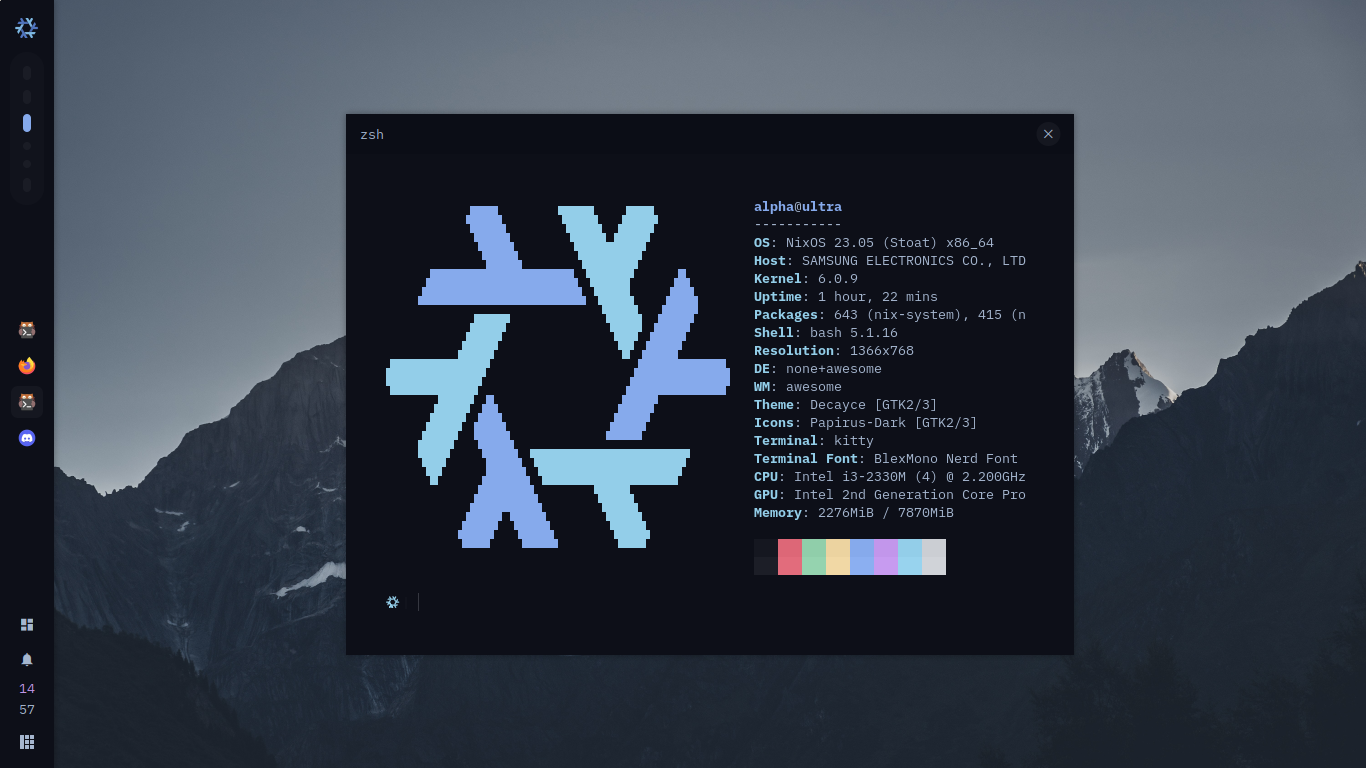 zsh
alpha@ultra
-----------
OS: NixOS 23.05 (Stoat) x86_64
Host: SAMSUNG ELECTRONICS CO., LTD
Kernel: 6.0.9
Uptime: 1 hour, 22 mins
Packages: 643 (nix-system), 415 (n
Shell: bash 5.1.16
Resolution: 1366x768
DE: none+awesome
WM: awesome
Theme: Decayce [GTK2/3]
Icons: Papirus-Dark [GTK2/3]
Terminal: kitty
Terminal Font: BlexMono Nerd Font
CPU: Intel i3-2330M (4) @ 2.200GHz
GPU: Intel 2nd Generation Core Pro
Memory: 2276MiB / 7870MiB
14
57